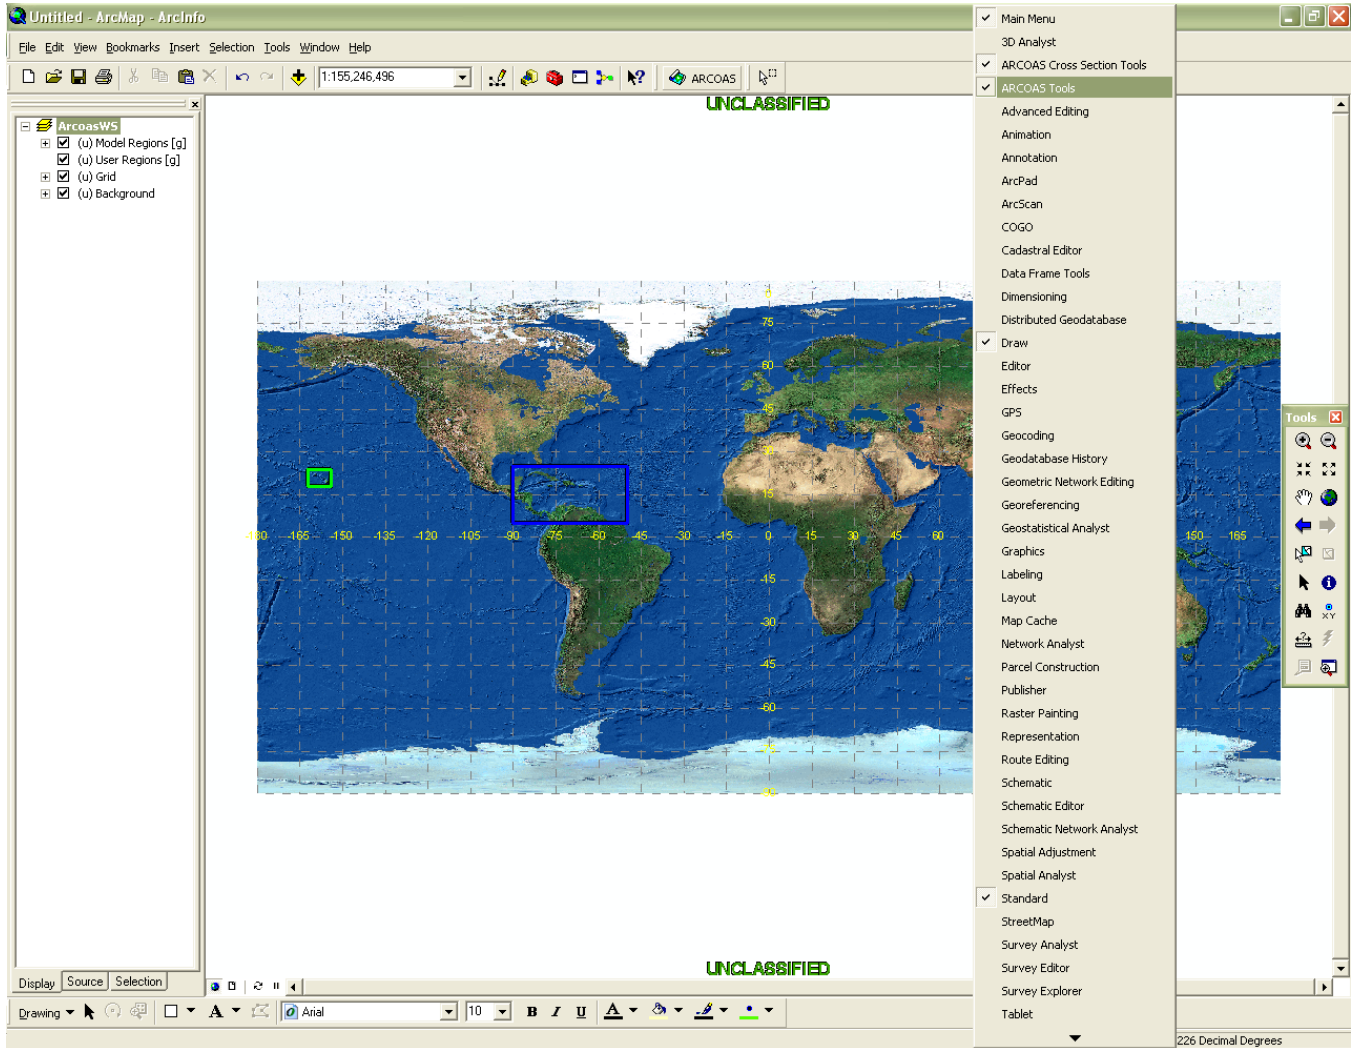 Untitled - ArcMap - ArcInfo
File Edit View Bookmarks Insert Selection Tools Window Help
1:155,246,496
ARCOAS
ArcoasWS
(u) Model Regions [g]
(u) User Regions [g]
(u) Grid
(u) Background
UNCLASSIFIED
75
60
45
30
15
-180 -165 -150 -135 -120 -105 -90 -75 -60 -45 -30 -15 0 15 30 45 60 150 165
-15
-30
-45
-60
-75
-90
UNCLASSIFIED
Main Menu
3D Analyst
ARCOAS Cross Section Tools
ARCOAS Tools
Advanced Editing
Animation
Annotation
ArcPad
ArcScan
COGO
Cadastral Editor
Data Frame Tools
Dimensioning
Distributed Geodatabase
Draw
Editor
Effects
GPS
Geocoding
Geodatabase History
Geometric Network Editing
Georeferencing
Geostatistical Analyst
Graphics
Labeling
Layout
Map Cache
Network Analyst
Parcel Construction
Publisher
Raster Painting
Representation
Route Editing
Schematic
Schematic Editor
Schematic Network Analyst
Spatial Adjustment
Spatial Analyst
Standard
StreetMap
Survey Analyst
Survey Editor
Survey Explorer
Tablet
Tools
XY
Display Source Selection
Drawing A Arial 10 B I U A
226 Decimal Degrees